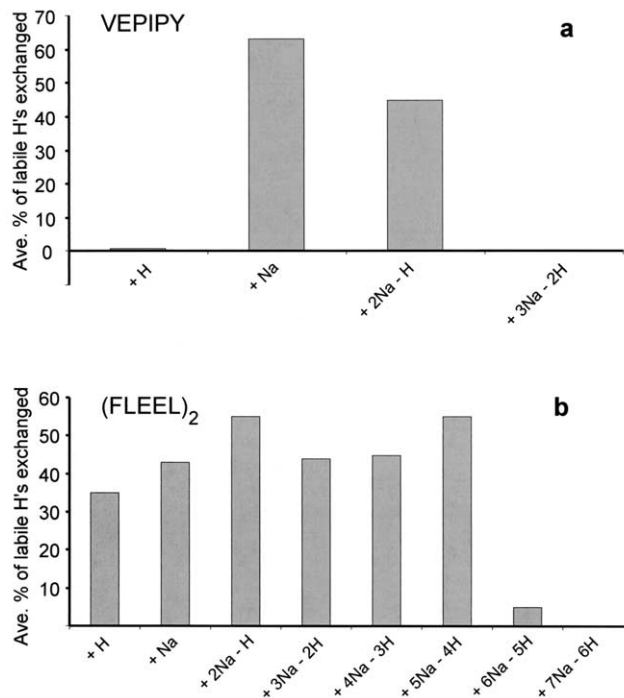 VEPIPY
a
Ave. % of labile H's exchanged
70
60
50
40
30
20
10
0
+ H
+ Na
+ 2Na - H
+ 3Na - 2H
(FLEEL)2
b
Ave. % of labile H's exchanged
60
50
40
30
20
10
+ H
+ Na
+ 2Na - H
+ 3Na - 2H
+ 4Na - 3H
+ 5Na - 4H
+ 6Na - 5H
+ 7Na - 6H